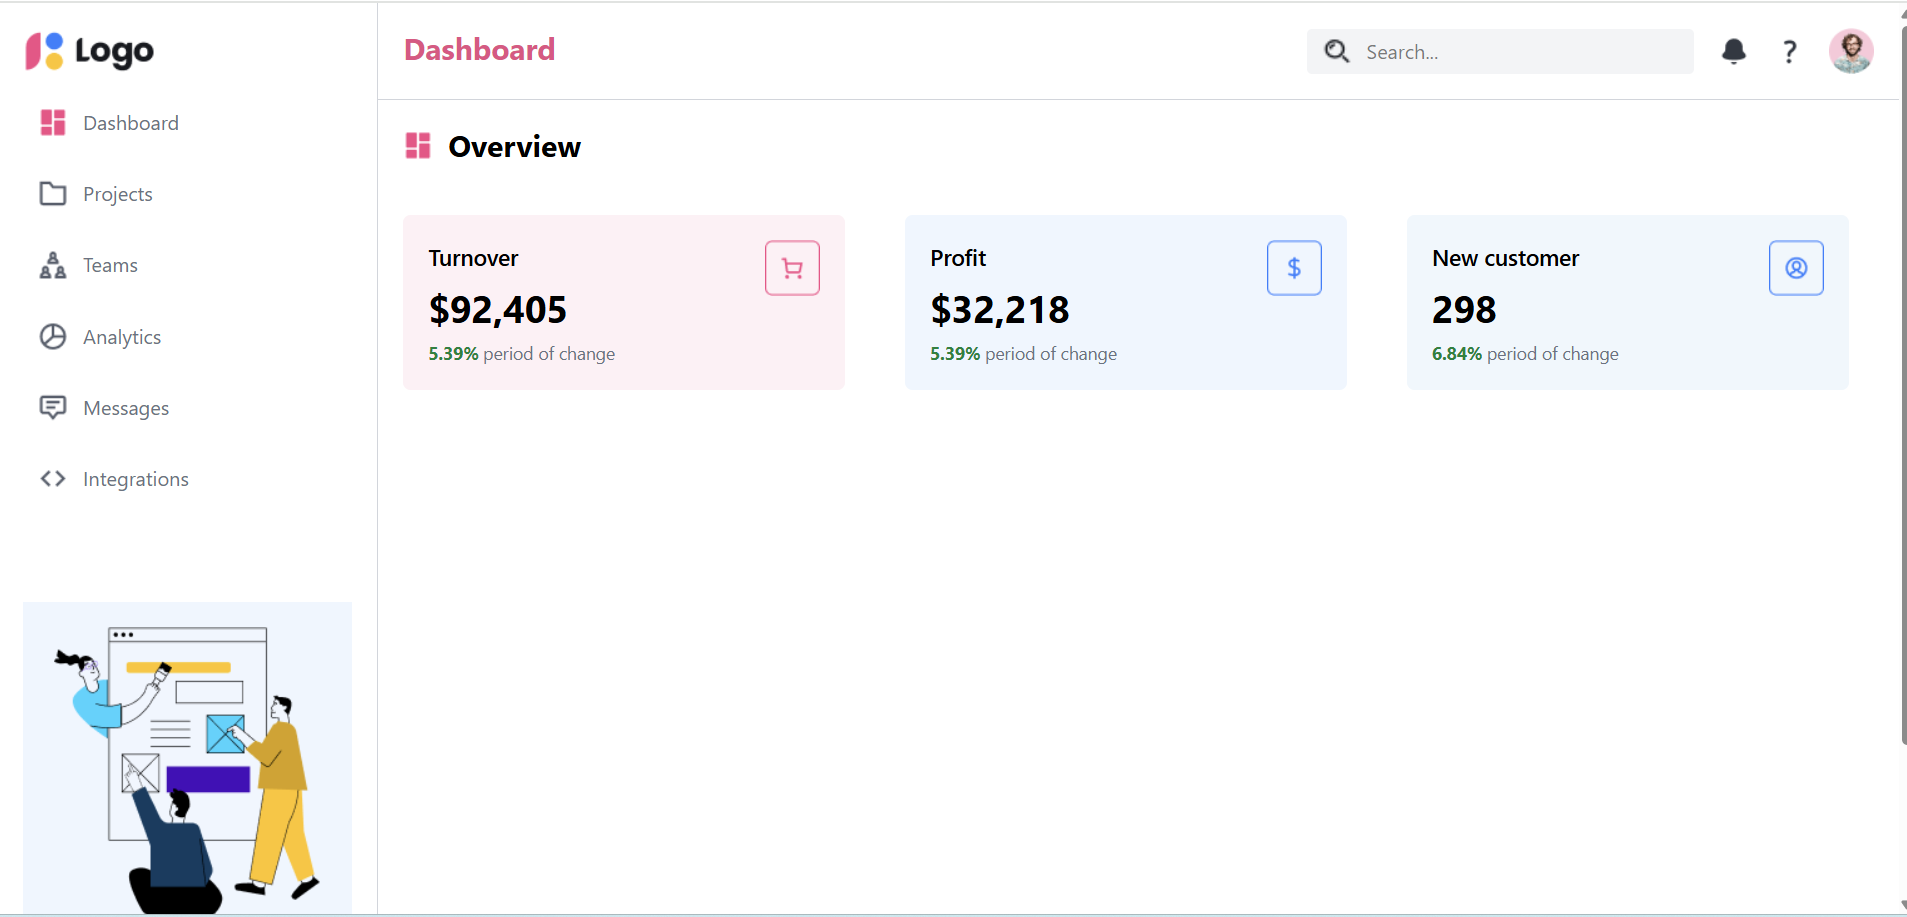 Logo
Dashboard
Projects
Teams
Analytics
Messages
Integrations
Dashboard
Search...
?
Overview
Turnover
$92,405
5.39% period of change
Profit
$
$32,218
5.39% period of change
New customer
298
6.84% period of change